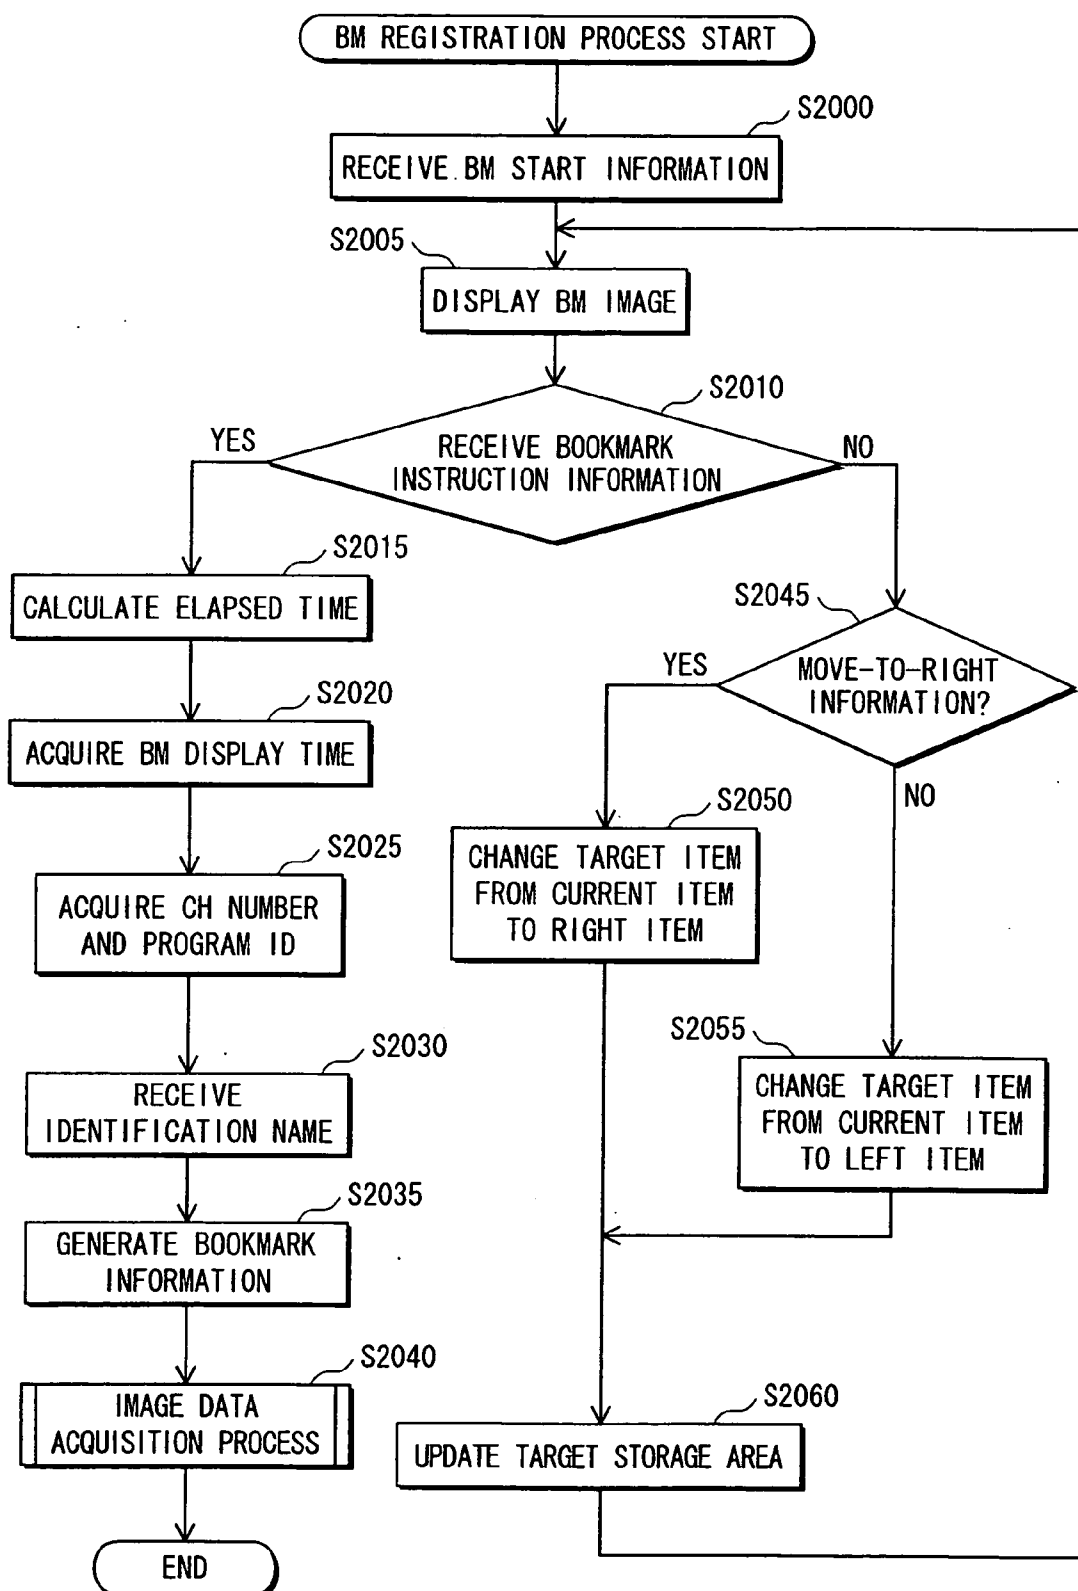 BM REGISTRATION PROCESS START
S2000
RECEIVE BM START INFORMATION
S2005
DISPLAY BM IMAGE
S2010
RECEIVE BOOKMARK
INSTRUCTION INFORMATION
YES
NO
S2015
CALCULATE ELAPSED TIME
S2020
ACQUIRE BM DISPLAY TIME
S2025
ACQUIRE CH NUMBER
AND PROGRAM ID
S2030
RECEIVE
IDENTIFICATION NAME
S2035
GENERATE BOOKMARK
INFORMATION
S2040
IMAGE DATA
ACQUISITION PROCESS
END
S2045
MOVE-TO-RIGHT
INFORMATION?
YES
NO
S2050
CHANGE TARGET ITEM
FROM CURRENT ITEM
TO RIGHT ITEM
S2055
CHANGE TARGET ITEM
FROM CURRENT ITEM
TO LEFT ITEM
S2060
UPDATE TARGET STORAGE AREA